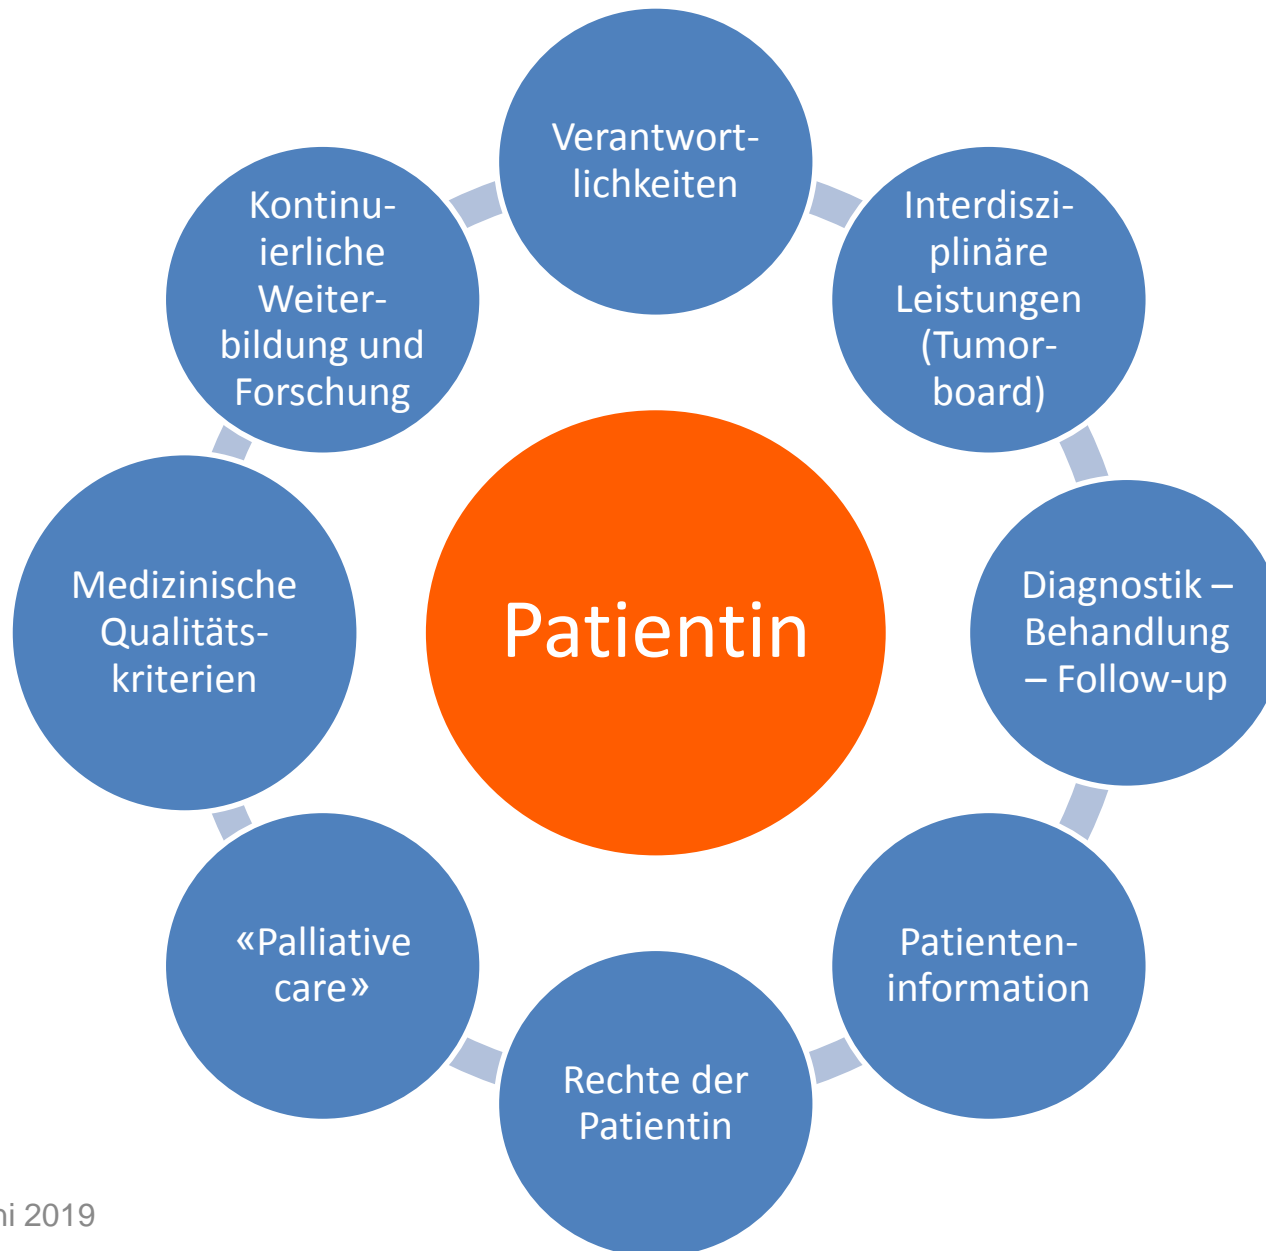 Verantwort-
lichkeiten
Interdiszi-
plinäre
Leistungen
(Tumor-
board)
Diagnostik –
Behandlung
– Follow-up
Patienten-
information
Rechte der
Patientin
«Palliative
care»
Medizinische
Qualitäts-
kriterien
Kontinu-
ierliche
Weiter-
bildung und
Forschung
Patientin
2019